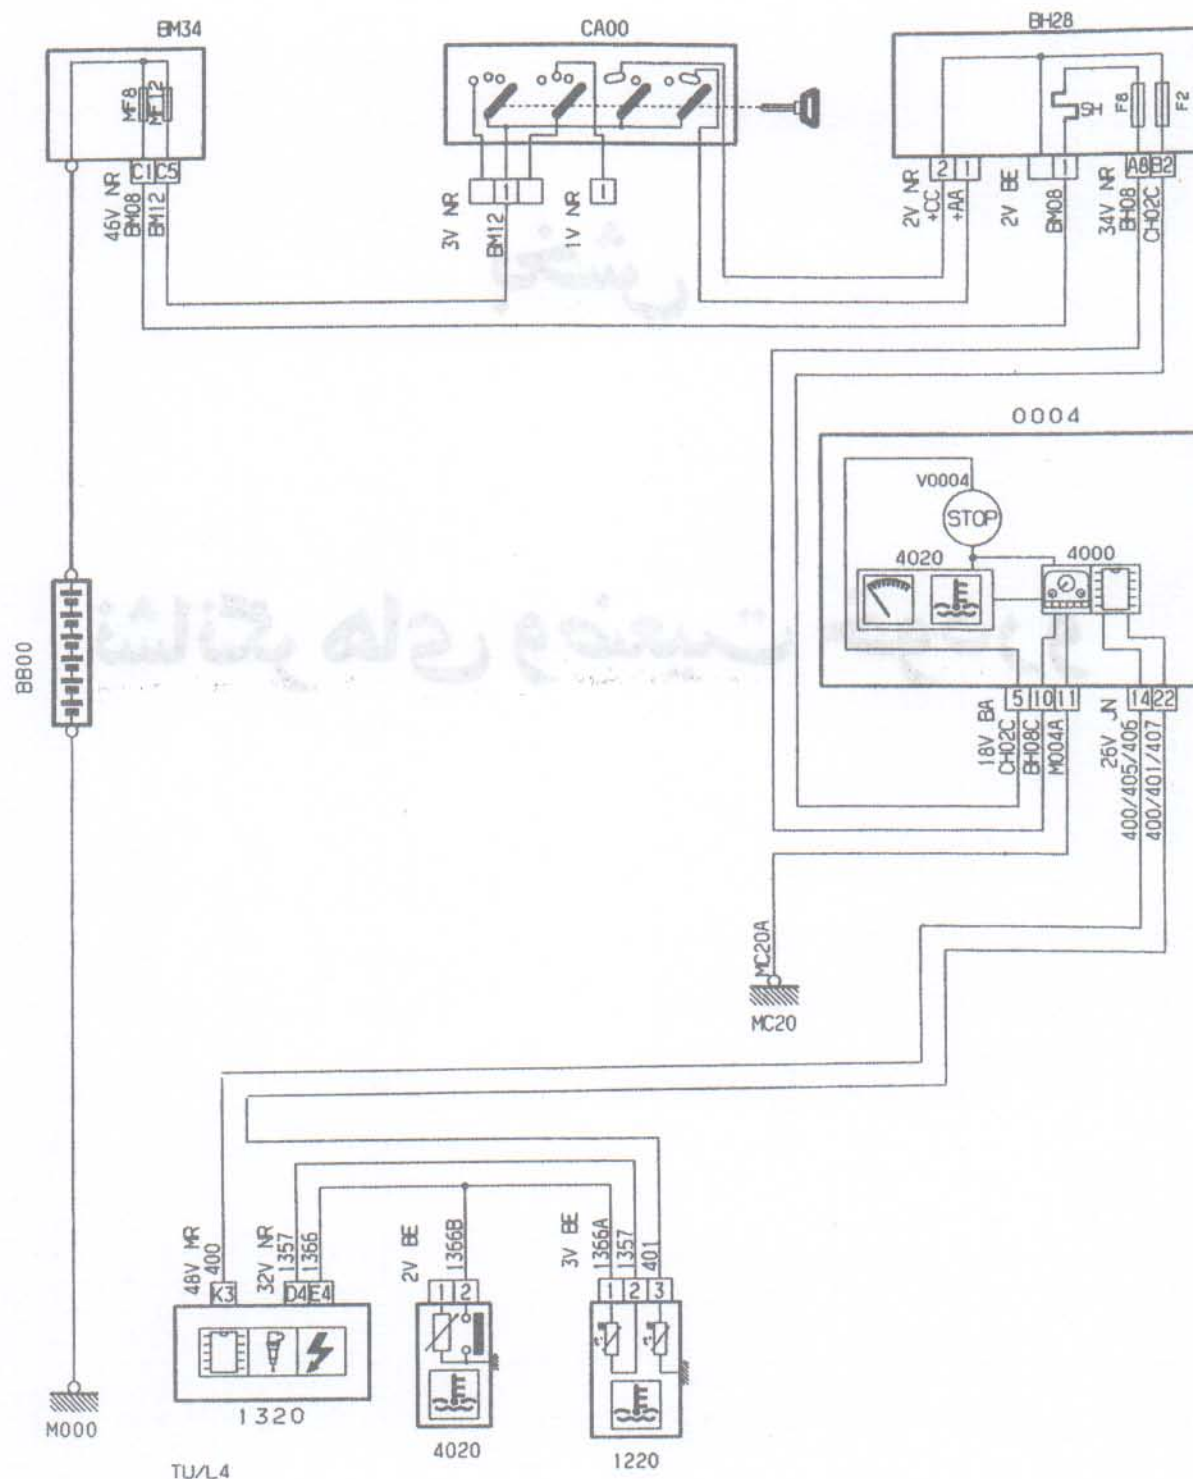 BM34
CA00
BH28
MF8
MF12
SH
F8
F2
C1
C5
1
1
2
1
1
A8
B2
46V NR
BM08
BM12
3V NR
BM12
1V NR
2V NR
+CC
+AA
2V BE
BM08
34V NR
BH08
CH02C
0004
V0004
STOP
4020
4000
BB00
5
10
11
14
22
18V BA
CH02C
BH08C
M004A
26V JN
400/405/406
400/401/407
MC20A
MC20
48V MR
400
32V NR
1357
1366
2V BE
1366B
3V BE
1366A
1357
401
K3
D4
E4
1
2
1
2
3
M000
1320
4020
1220
TU/L4